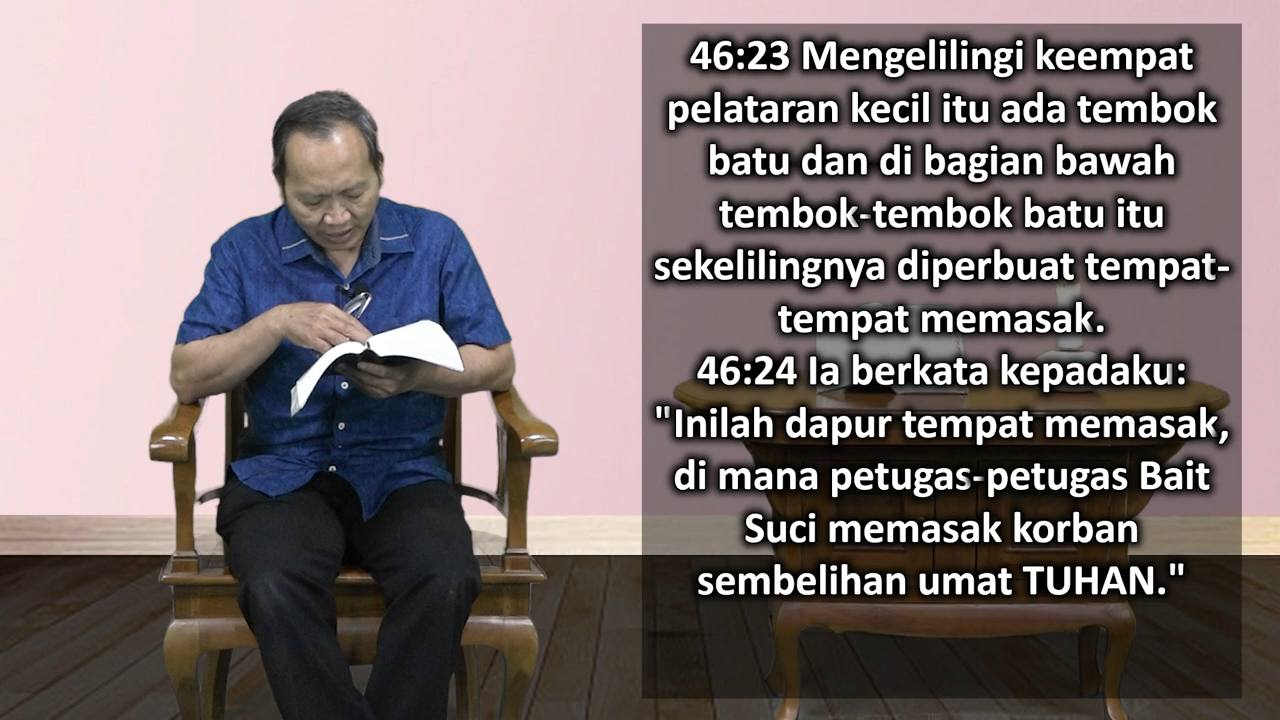 46:23 Mengelilingi keempat
pelataran kecil itu ada tembok
batu dan di bagian bawah
tembok-tembok batu itu
sekelilingnya diperbuat tempat-
tempat memasak.
46:24 Ia berkata kepadaku:
"Inilah dapur tempat memasak,
di mana petugas-petugas Bait
Suci memasak korban
sembelihan umat TUHAN."